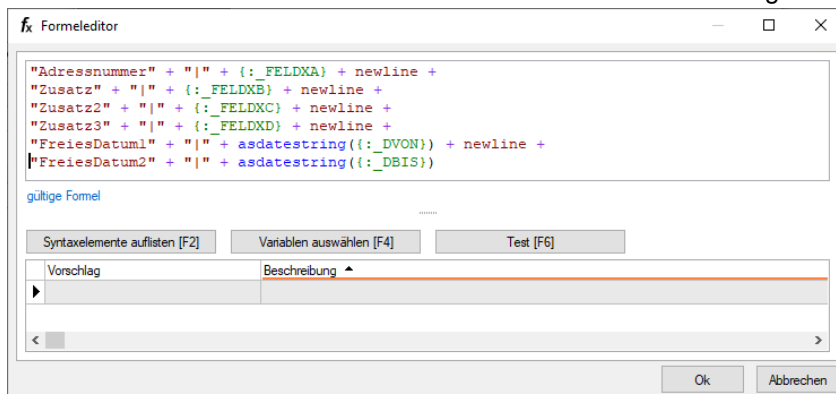 fx Formeleditor
"Adressnummer" + "|" + {:_FELDXA} + newline +
"Zusatz" + "|" + {:_FELDXB} + newline +
"Zusatz2" + "|" + {:_FELDXC} + newline +
"Zusatz3" + "|" + {:_FELDXD} + newline +
"FreiesDatum1" + "|" + asdatestring({:_DVON}) + newline +
"FreiesDatum2" + "|" + asdatestring({:_DBIS})
gültige Formel
Syntaxelemente auflisten [F2] Variablen auswählen [F4] Test [F6]
Vorschlag Beschreibung
Ok Abbrechen